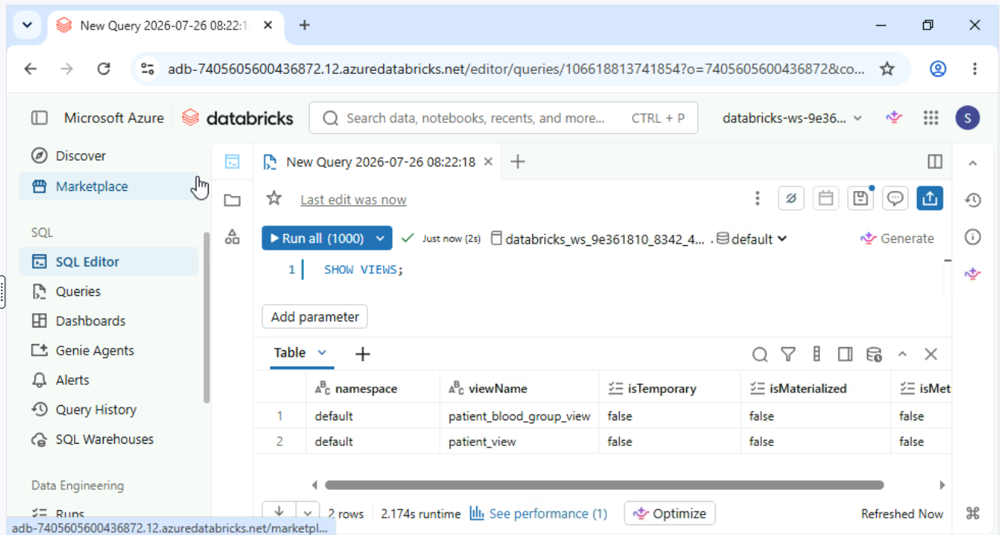 New Query 2026-07-26 08:22:1
adb-7405605600436872.12.azuredatabricks.net/editor/queries/106618813741854?o=7405605600436872&co...
Microsoft Azure databricks Search data, notebooks, recents, and more... CTRL + P databricks-ws-9e36... S
Discover
Marketplace
SQL
SQL Editor
Queries
Dashboards
Genie Agents
Alerts
Query History
SQL Warehouses
Data Engineering
Runs
adb-7405605600436872.12.azuredatabricks.net/marketpl...
New Query 2026-07-26 08:22:18
Last edit was now
Run all (1000) Just now (2s) databricks_ws_9e361810_8342_4... . default Generate
1 SHOW VIEWS;
Add parameter
Table
namespace viewName isTemporary isMaterialized isMet
1 default patient_blood_group_view false false false
2 default patient_view false false false
2 rows 2.174s runtime See performance (1) Optimize Refreshed Now